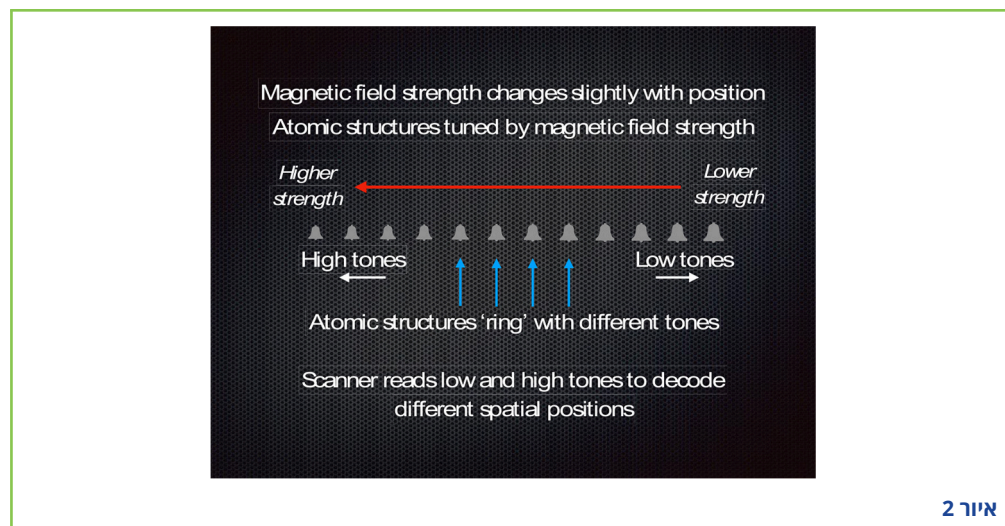 Magnetic field strength changes slightly with position
Atomic structures tuned by magnetic field strength
Higher
strength
Lower
strength
High tones
Low tones
Atomic structures ‘ring’ with different tones
Scanner reads low and high tones to decode
different spatial positions
איור 2